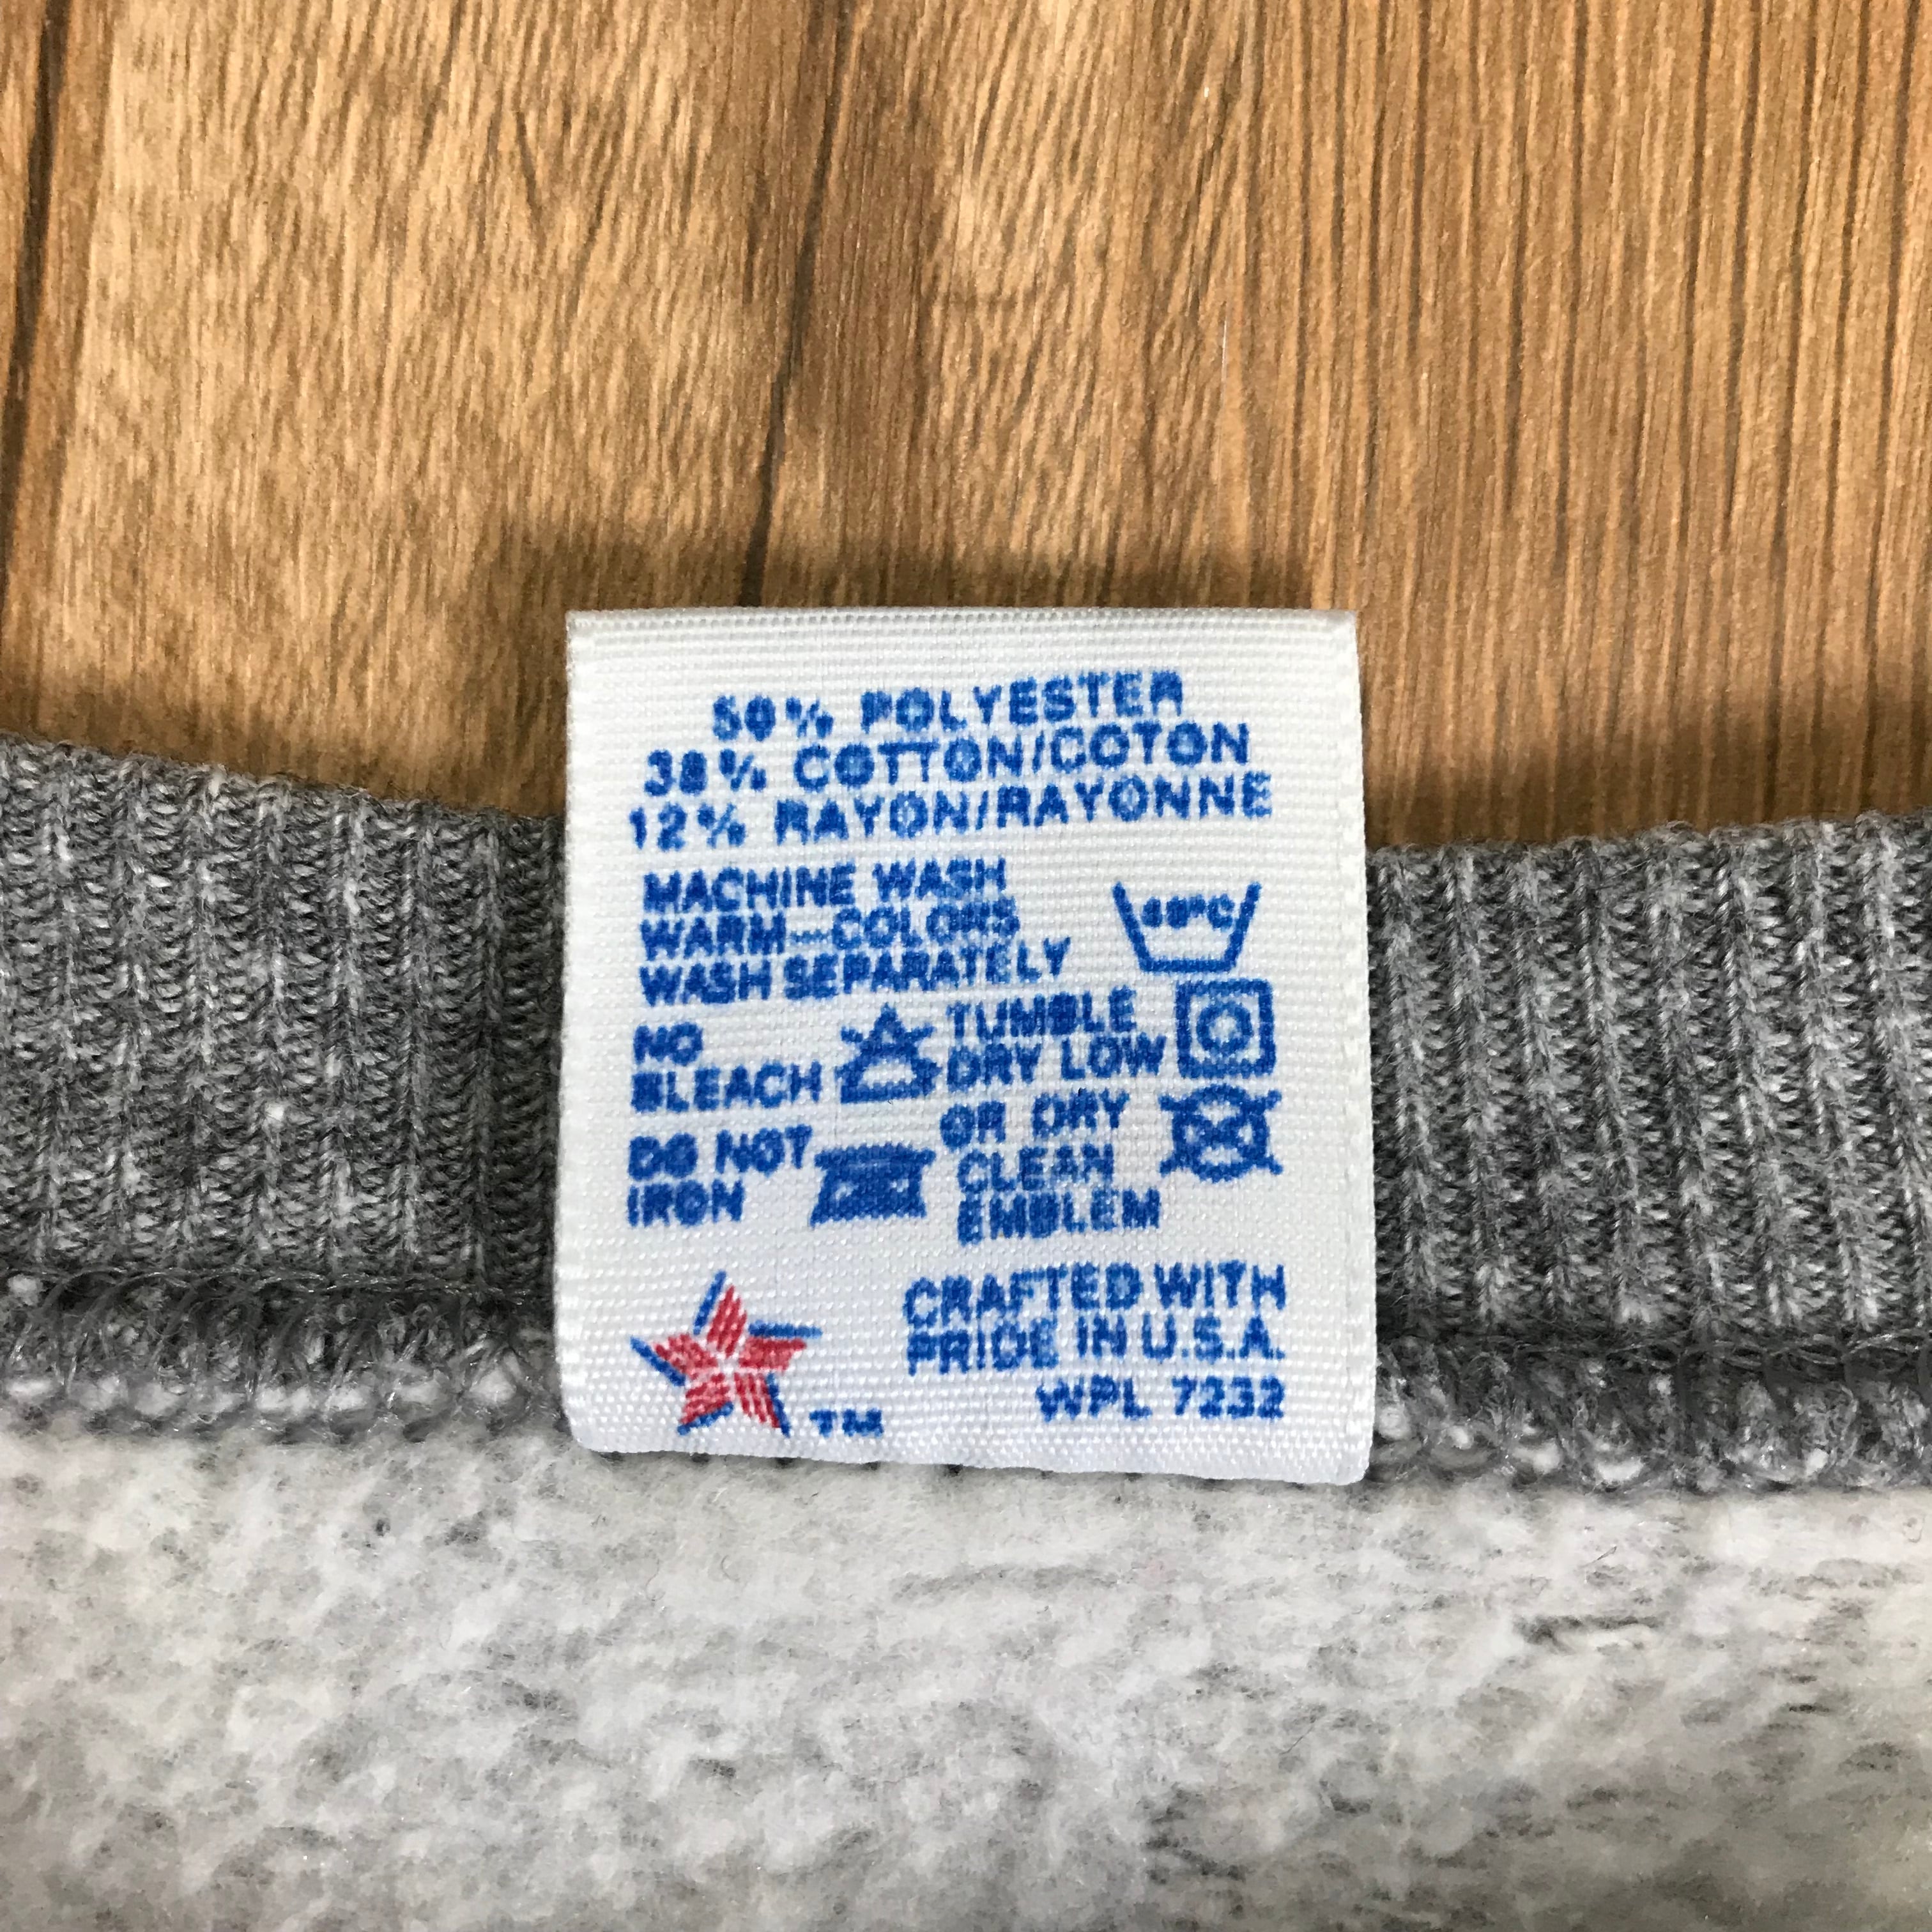 50% POLYESTER
38% COTTON/COTON
12% RAYON/RAYONNE
MACHINE WASH
WARM—COLORS
WASH SEPARATELY
NO
BLEACH
TUMBLE
DRY LOW
DO NOT
IRON
OR DRY
CLEAN
EMBLEM
CRAFTED WITH
PRIDE IN U.S.A.
TM
WPL 7232